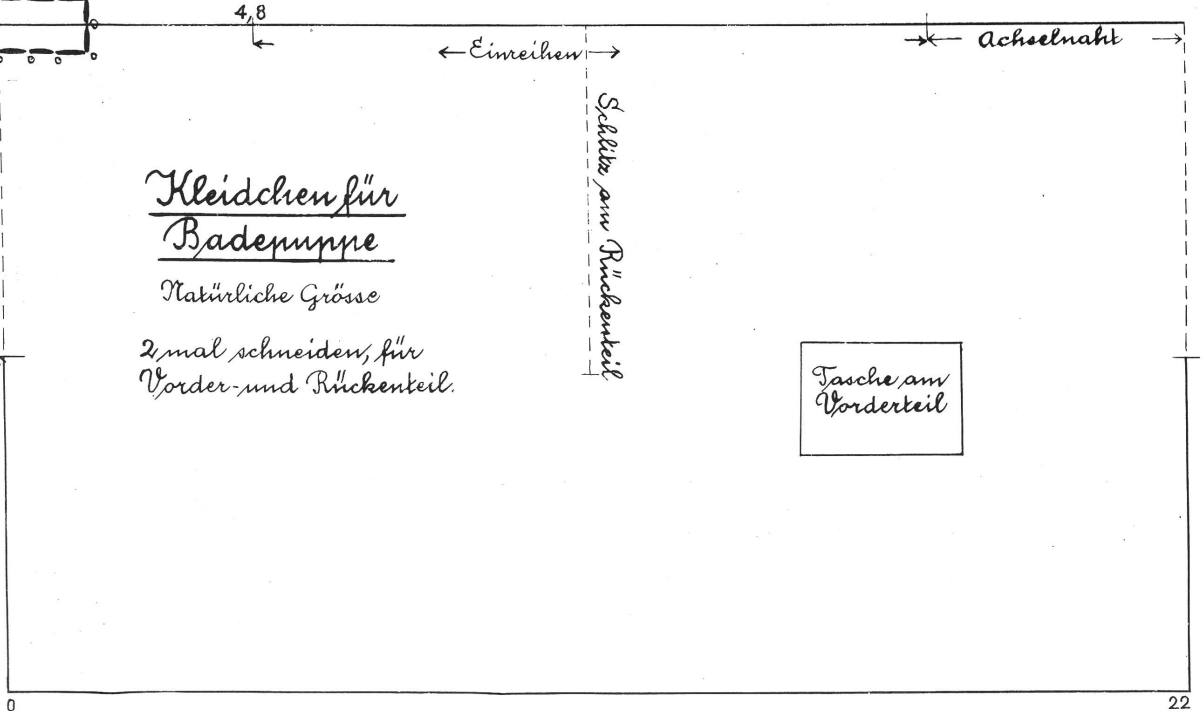 4,8
Einreihen
Achselnaht
Schlitz am Rückenteil
Kleidchen für
Badepuppe
Natürliche Grösse
2 mal schneiden, für
Vorder- und Rückenteil.
Tasche am
Vorderteil
0
22